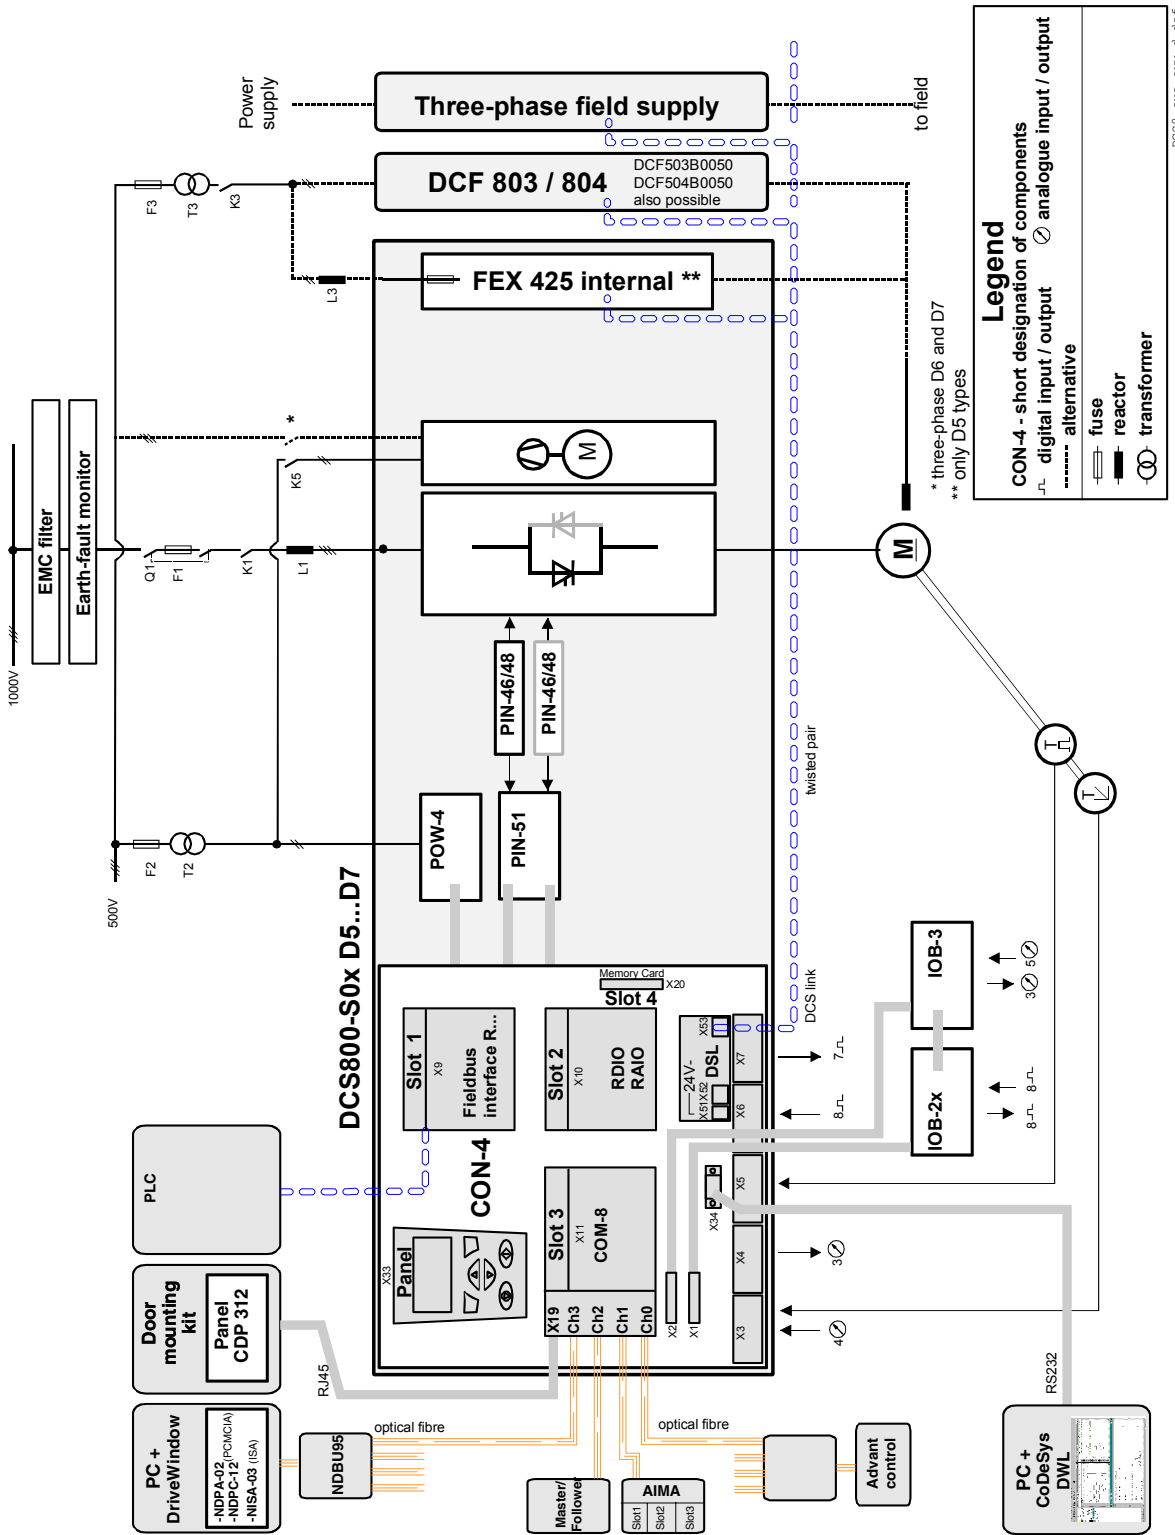 DCS800-S0x D5...D7
1000V
EMC filter
Earth-fault monitor
500V
Q1
F1
K1
L1
F2
T2
K5
*
F3
T3
K3
L3
Power
supply
Three-phase field supply
to field
DCF 803 / 804
DCF503B0050
DCF504B0050
also possible
FEX 425 internal **
M
M
PIN-46/48
PIN-46/48
POW-4
PIN-51
twisted pair
DCS link
* three-phase D6 and D7
** only D5 types
Legend
CON-4 - short designation of components
digital input / output
analogue input / output
alternative
fuse
reactor
transformer
PLC
Door
mounting
kit
Panel
CDP 312
PC +
DriveWindow
-NDPA-02 (PCMCIA)
-NDPC-12
-NISA-03 (ISA)
RJ45
NDBU95
optical fibre
optical fibre
Master/
Follower
AIMA
Slot1
Slot2
Slot3
Advant
control
PC +
CoDeSys
DWL
RS232
CON-4
X33
Panel
Slot 1
X9
Fieldbus
interface R...
Slot 2
X10
RDIO
RAIO
Slot 3
X11
COM-8
X19
Ch3
Ch2
Ch1
Ch0
Memory Card
X20
Slot 4
24V-
X51
X52
DSL
X53
X2
X1
X34
X3
X4
X5
X6
X7
4
3
8
7
T
T
IOB-2x
IOB-3
8
8
3
5